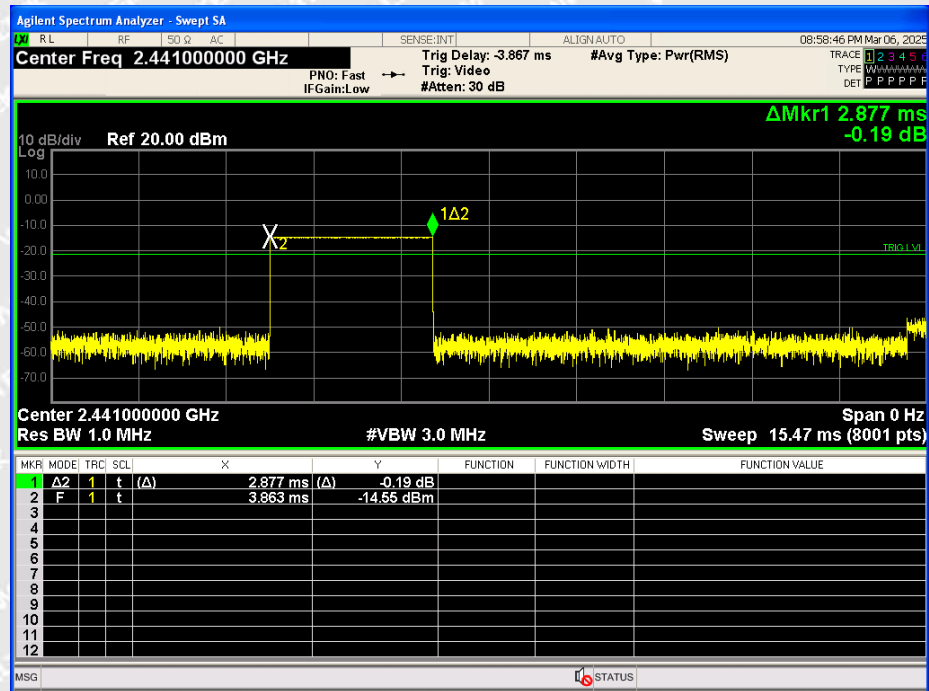 Agilent Spectrum Analyzer - Swept SA
LXI RL RF 50 Ω AC SENSE:INT ALIGN AUTO 08:58:46 PM Mar 06, 2025
Center Freq 2.441000000 GHz
PNO: Fast
IFGain:Low
Trig Delay: -3.867 ms
Trig: Video
#Atten: 30 dB
#Avg Type: Pwr(RMS)
TRACE 1 2 3 4 5 6
TYPE
DET P P P P P P
ΔMkr1 2.877 ms
-0.19 dB
10 dB/div Ref 20.00 dBm
Log
10.0
0.00
-10.0
-20.0
-30.0
-40.0
-50.0
-60.0
-70.0
1Δ2
2
TRIG LVL
Center 2.441000000 GHz Span 0 Hz
Res BW 1.0 MHz #VBW 3.0 MHz Sweep 15.47 ms (8001 pts)
MKR MODE TRC SCL X Y FUNCTION FUNCTION WIDTH FUNCTION VALUE
1 Δ2 1 t (Δ) 2.877 ms (Δ) -0.19 dB
2 F 1 t 3.863 ms -14.55 dBm
3
4
5
6
7
8
9
10
11
12
MSG STATUS